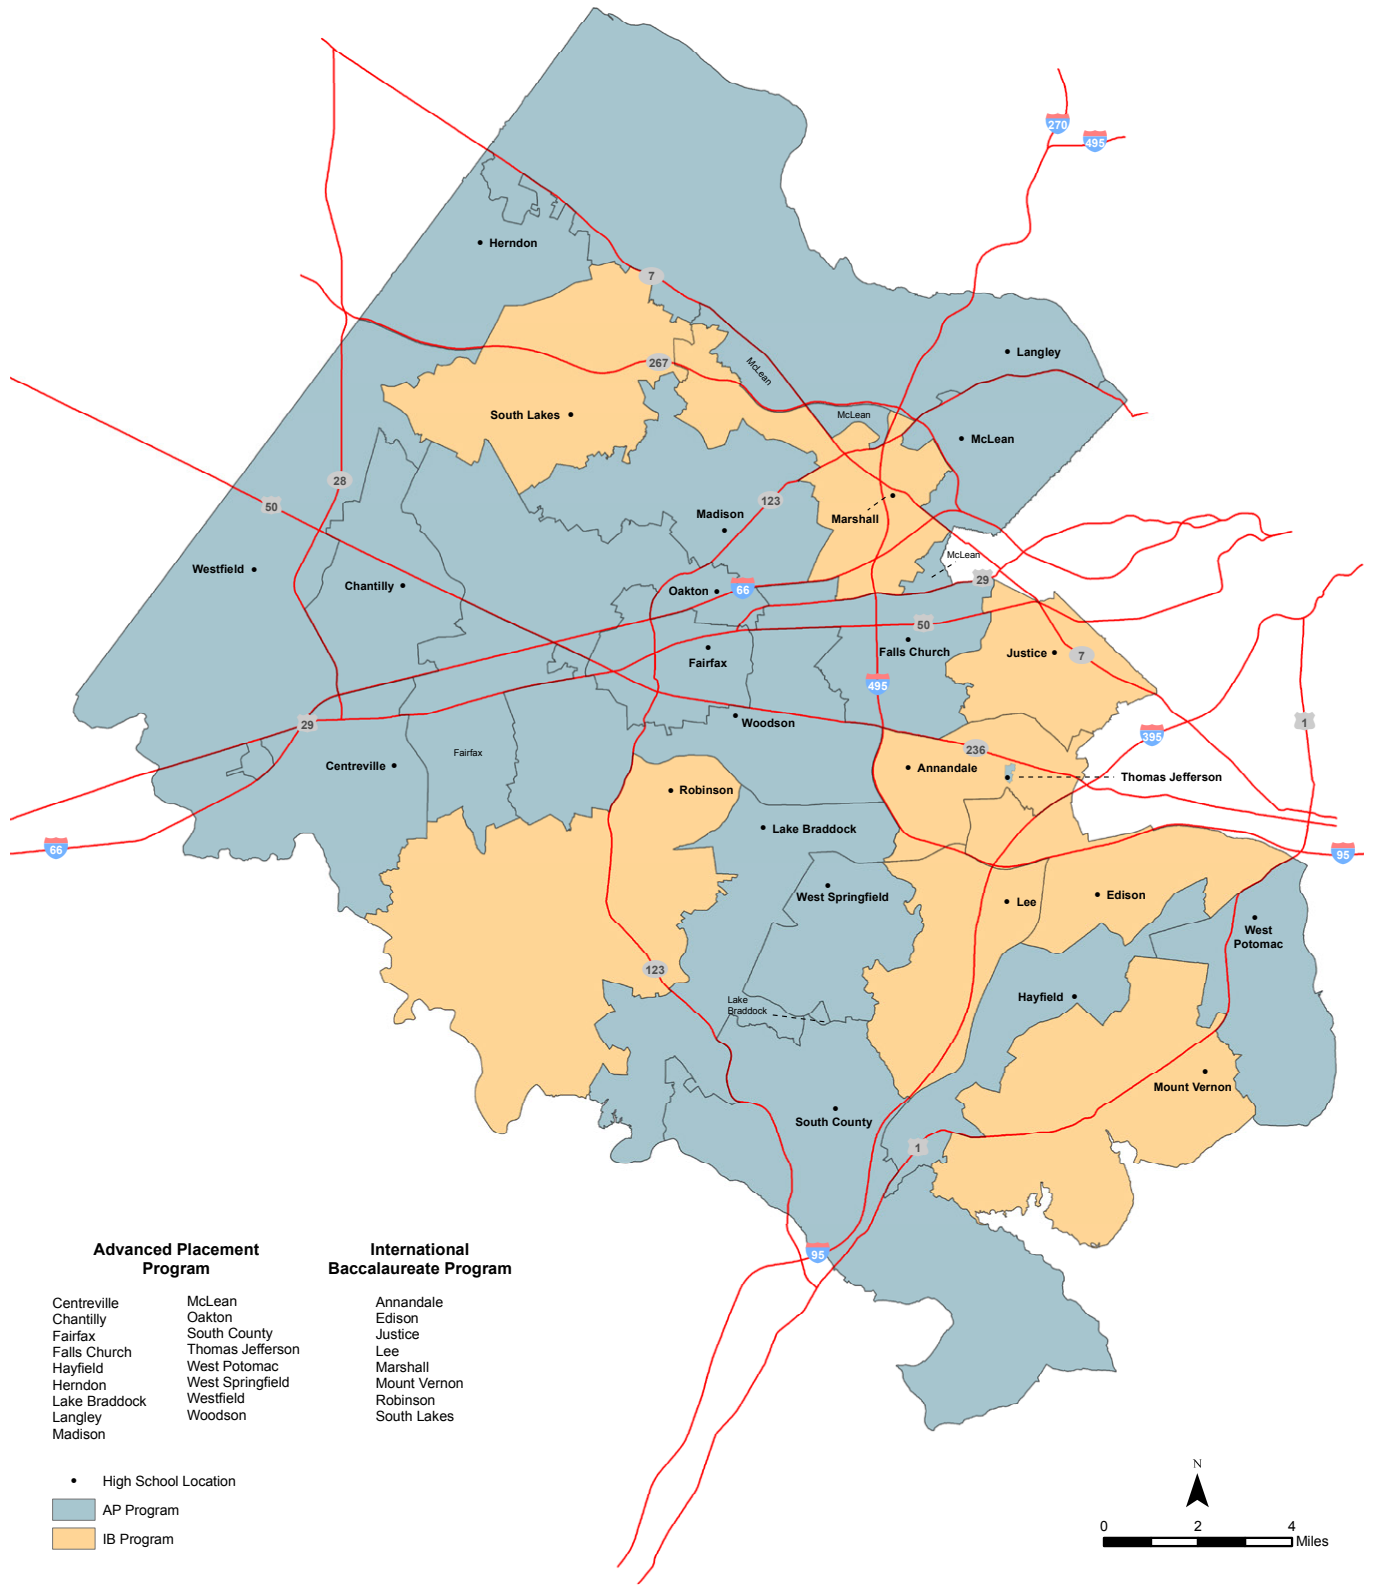 270
495
Herndon
7
Langley
267
McLean
McLean
South Lakes
McLean
28
123
50
Marshall
Madison
McLean
Westfield
29
Chantilly
Oakton
66
50
Falls Church
Justice
7
Fairfax
495
29
Woodson
1
395
236
Fairfax
Centreville
Annandale
Thomas Jefferson
Robinson
Lake Braddock
66
95
West Springfield
Lee
Edison
West
Potomac
123
Hayfield
Lake
Braddock
Mount Vernon
South County
1
95
Advanced Placement
Program
Centreville
Chantilly
Fairfax
Falls Church
Hayfield
Herndon
Lake Braddock
Langley
Madison
McLean
Oakton
South County
Thomas Jefferson
West Potomac
West Springfield
Westfield
Woodson
International
Baccalaureate Program
Annandale
Edison
Justice
Lee
Marshall
Mount Vernon
Robinson
South Lakes
High School Location
AP Program
IB Program
N
0 2 4
Miles